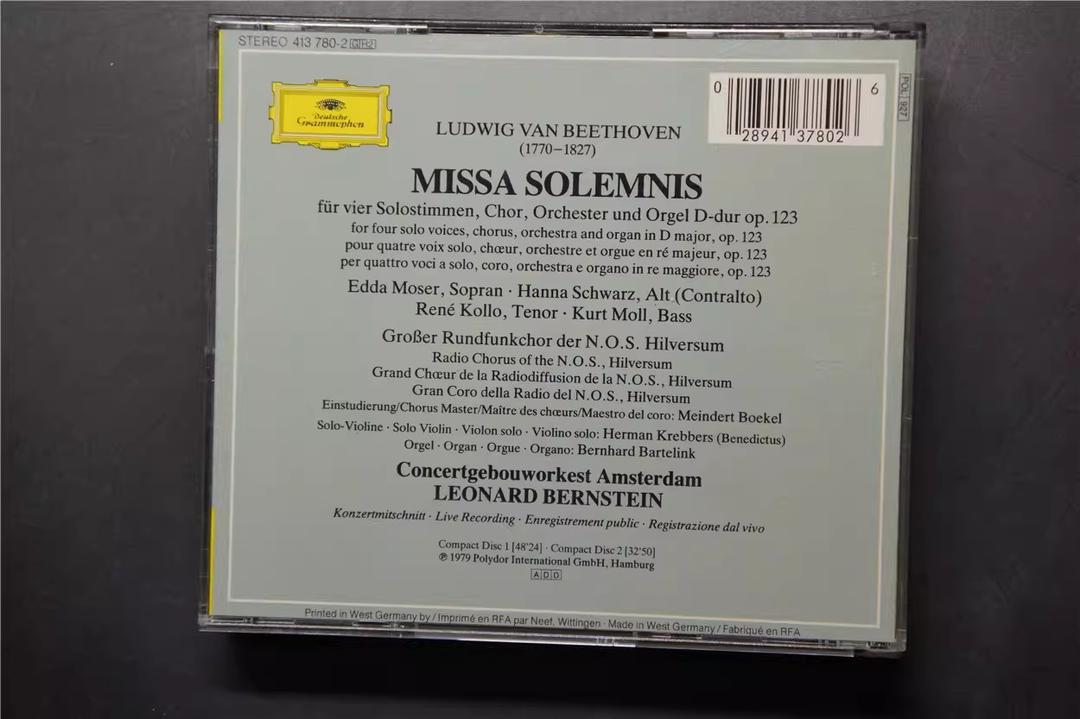 STEREO 413 780-2 GH2
Deutsche
Grammophon
0 28941 37802 6
POL 927
LUDWIG VAN BEETHOVEN
(1770–1827)
MISSA SOLEMNIS
für vier Solostimmen, Chor, Orchester und Orgel D-dur op. 123
for four solo voices, chorus, orchestra and organ in D major, op. 123
pour quatre voix solo, chœur, orchestre et orgue en ré majeur, op. 123
per quattro voci a solo, coro, orchestra e organo in re maggiore, op. 123
Edda Moser, Sopran · Hanna Schwarz, Alt (Contralto)
René Kollo, Tenor · Kurt Moll, Bass
Großer Rundfunkchor der N.O.S. Hilversum
Radio Chorus of the N.O.S., Hilversum
Grand Chœur de la Radiodiffusion de la N.O.S., Hilversum
Gran Coro della Radio del N.O.S., Hilversum
Einstudierung/Chorus Master/Maître des chœurs/Maestro del coro: Meindert Boekel
Solo-Violine · Solo Violin · Violon solo · Violino solo: Herman Krebbers (Benedictus)
Orgel · Organ · Orgue · Organo: Bernhard Bartelink
Concertgebouworkest Amsterdam
LEONARD BERNSTEIN
Konzertmitschnitt · Live Recording · Enregistrement public · Registrazione dal vivo
Compact Disc 1 [48'24] · Compact Disc 2 [32'50]
℗ 1979 Polydor International GmbH, Hamburg
ADD
Printed in West Germany by / Imprimé en RFA par Neef, Wittingen · Made in West Germany / Fabriqué en RFA